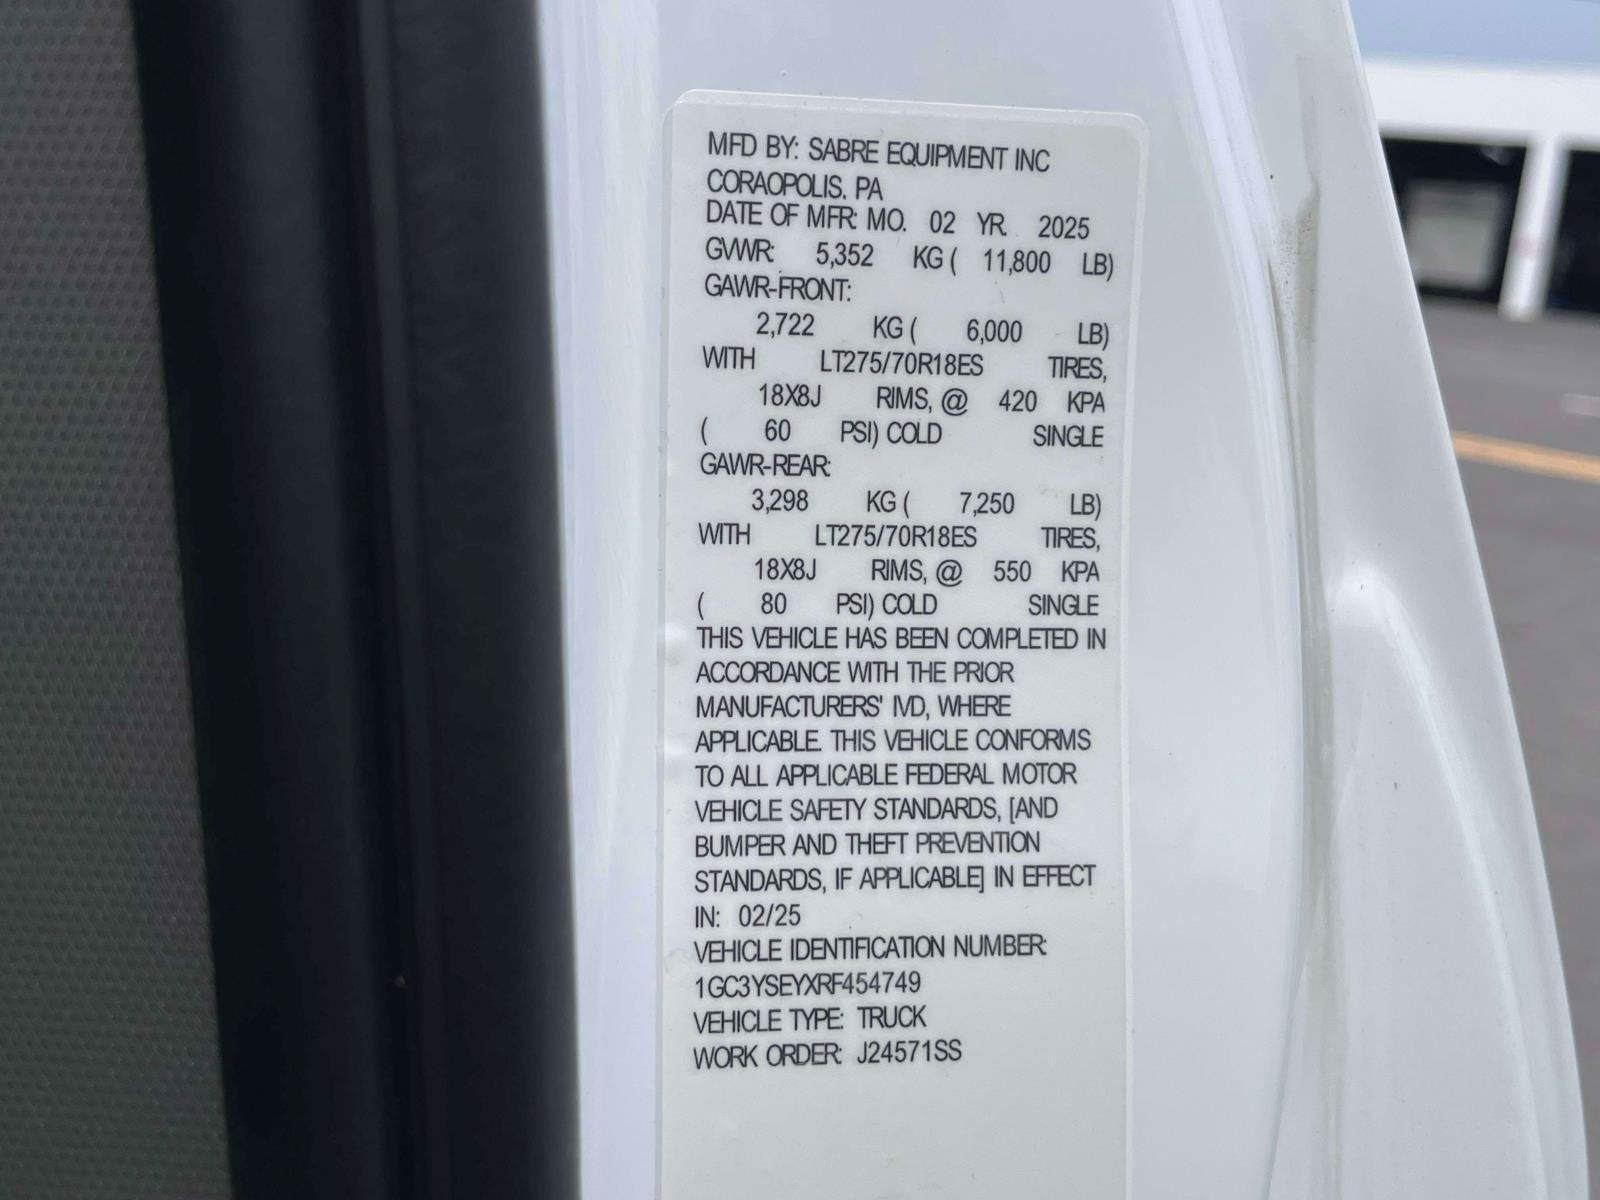 MFD BY: SABRE EQUIPMENT INC
CORAOPOLIS. PA
DATE OF MFR: MO. 02 YR. 2025
GVWR: 5,352 KG ( 11,800 LB)
GAWR-FRONT:
2,722 KG ( 6,000 LB)
WITH LT275/70R18ES TIRES,
18X8J RIMS, @ 420 KPA
( 60 PSI) COLD SINGLE
GAWR-REAR:
3,298 KG ( 7,250 LB)
WITH LT275/70R18ES TIRES,
18X8J RIMS, @ 550 KPA
( 80 PSI) COLD SINGLE
THIS VEHICLE HAS BEEN COMPLETED IN
ACCORDANCE WITH THE PRIOR
MANUFACTURERS' IVD, WHERE
APPLICABLE. THIS VEHICLE CONFORMS
TO ALL APPLICABLE FEDERAL MOTOR
VEHICLE SAFETY STANDARDS, [AND
BUMPER AND THEFT PREVENTION
STANDARDS, IF APPLICABLE] IN EFFECT
IN: 02/25
VEHICLE IDENTIFICATION NUMBER:
1GC3YSEYXRF454749
VEHICLE TYPE: TRUCK
WORK ORDER: J24571SS